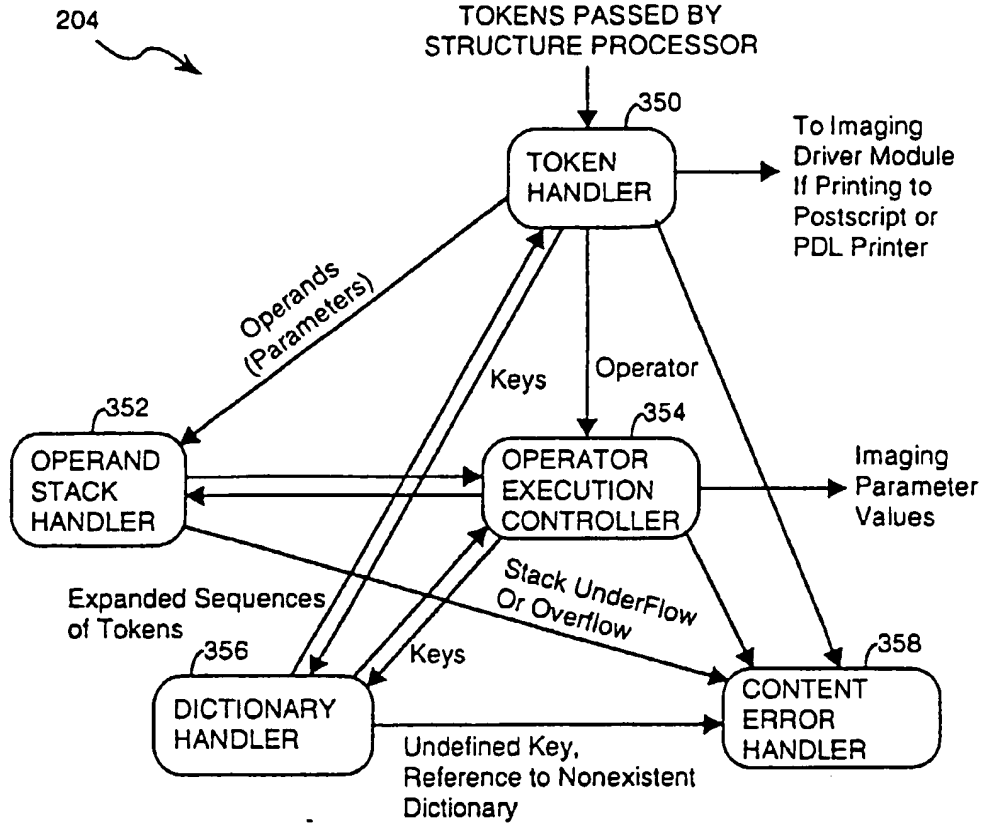 204
TOKENS PASSED BY
STRUCTURE PROCESSOR
350
TOKEN
HANDLER
To Imaging
Driver Module
If Printing to
Postscript or
PDL Printer
Operands
(Parameters)
Keys
Operator
352
OPERAND
STACK
HANDLER
354
OPERATOR
EXECUTION
CONTROLLER
Imaging
Parameter
Values
Expanded Sequences
of Tokens
Stack UnderFlow
Or Overflow
Keys
356
DICTIONARY
HANDLER
358
CONTENT
ERROR
HANDLER
Undefined Key,
Reference to Nonexistent
Dictionary